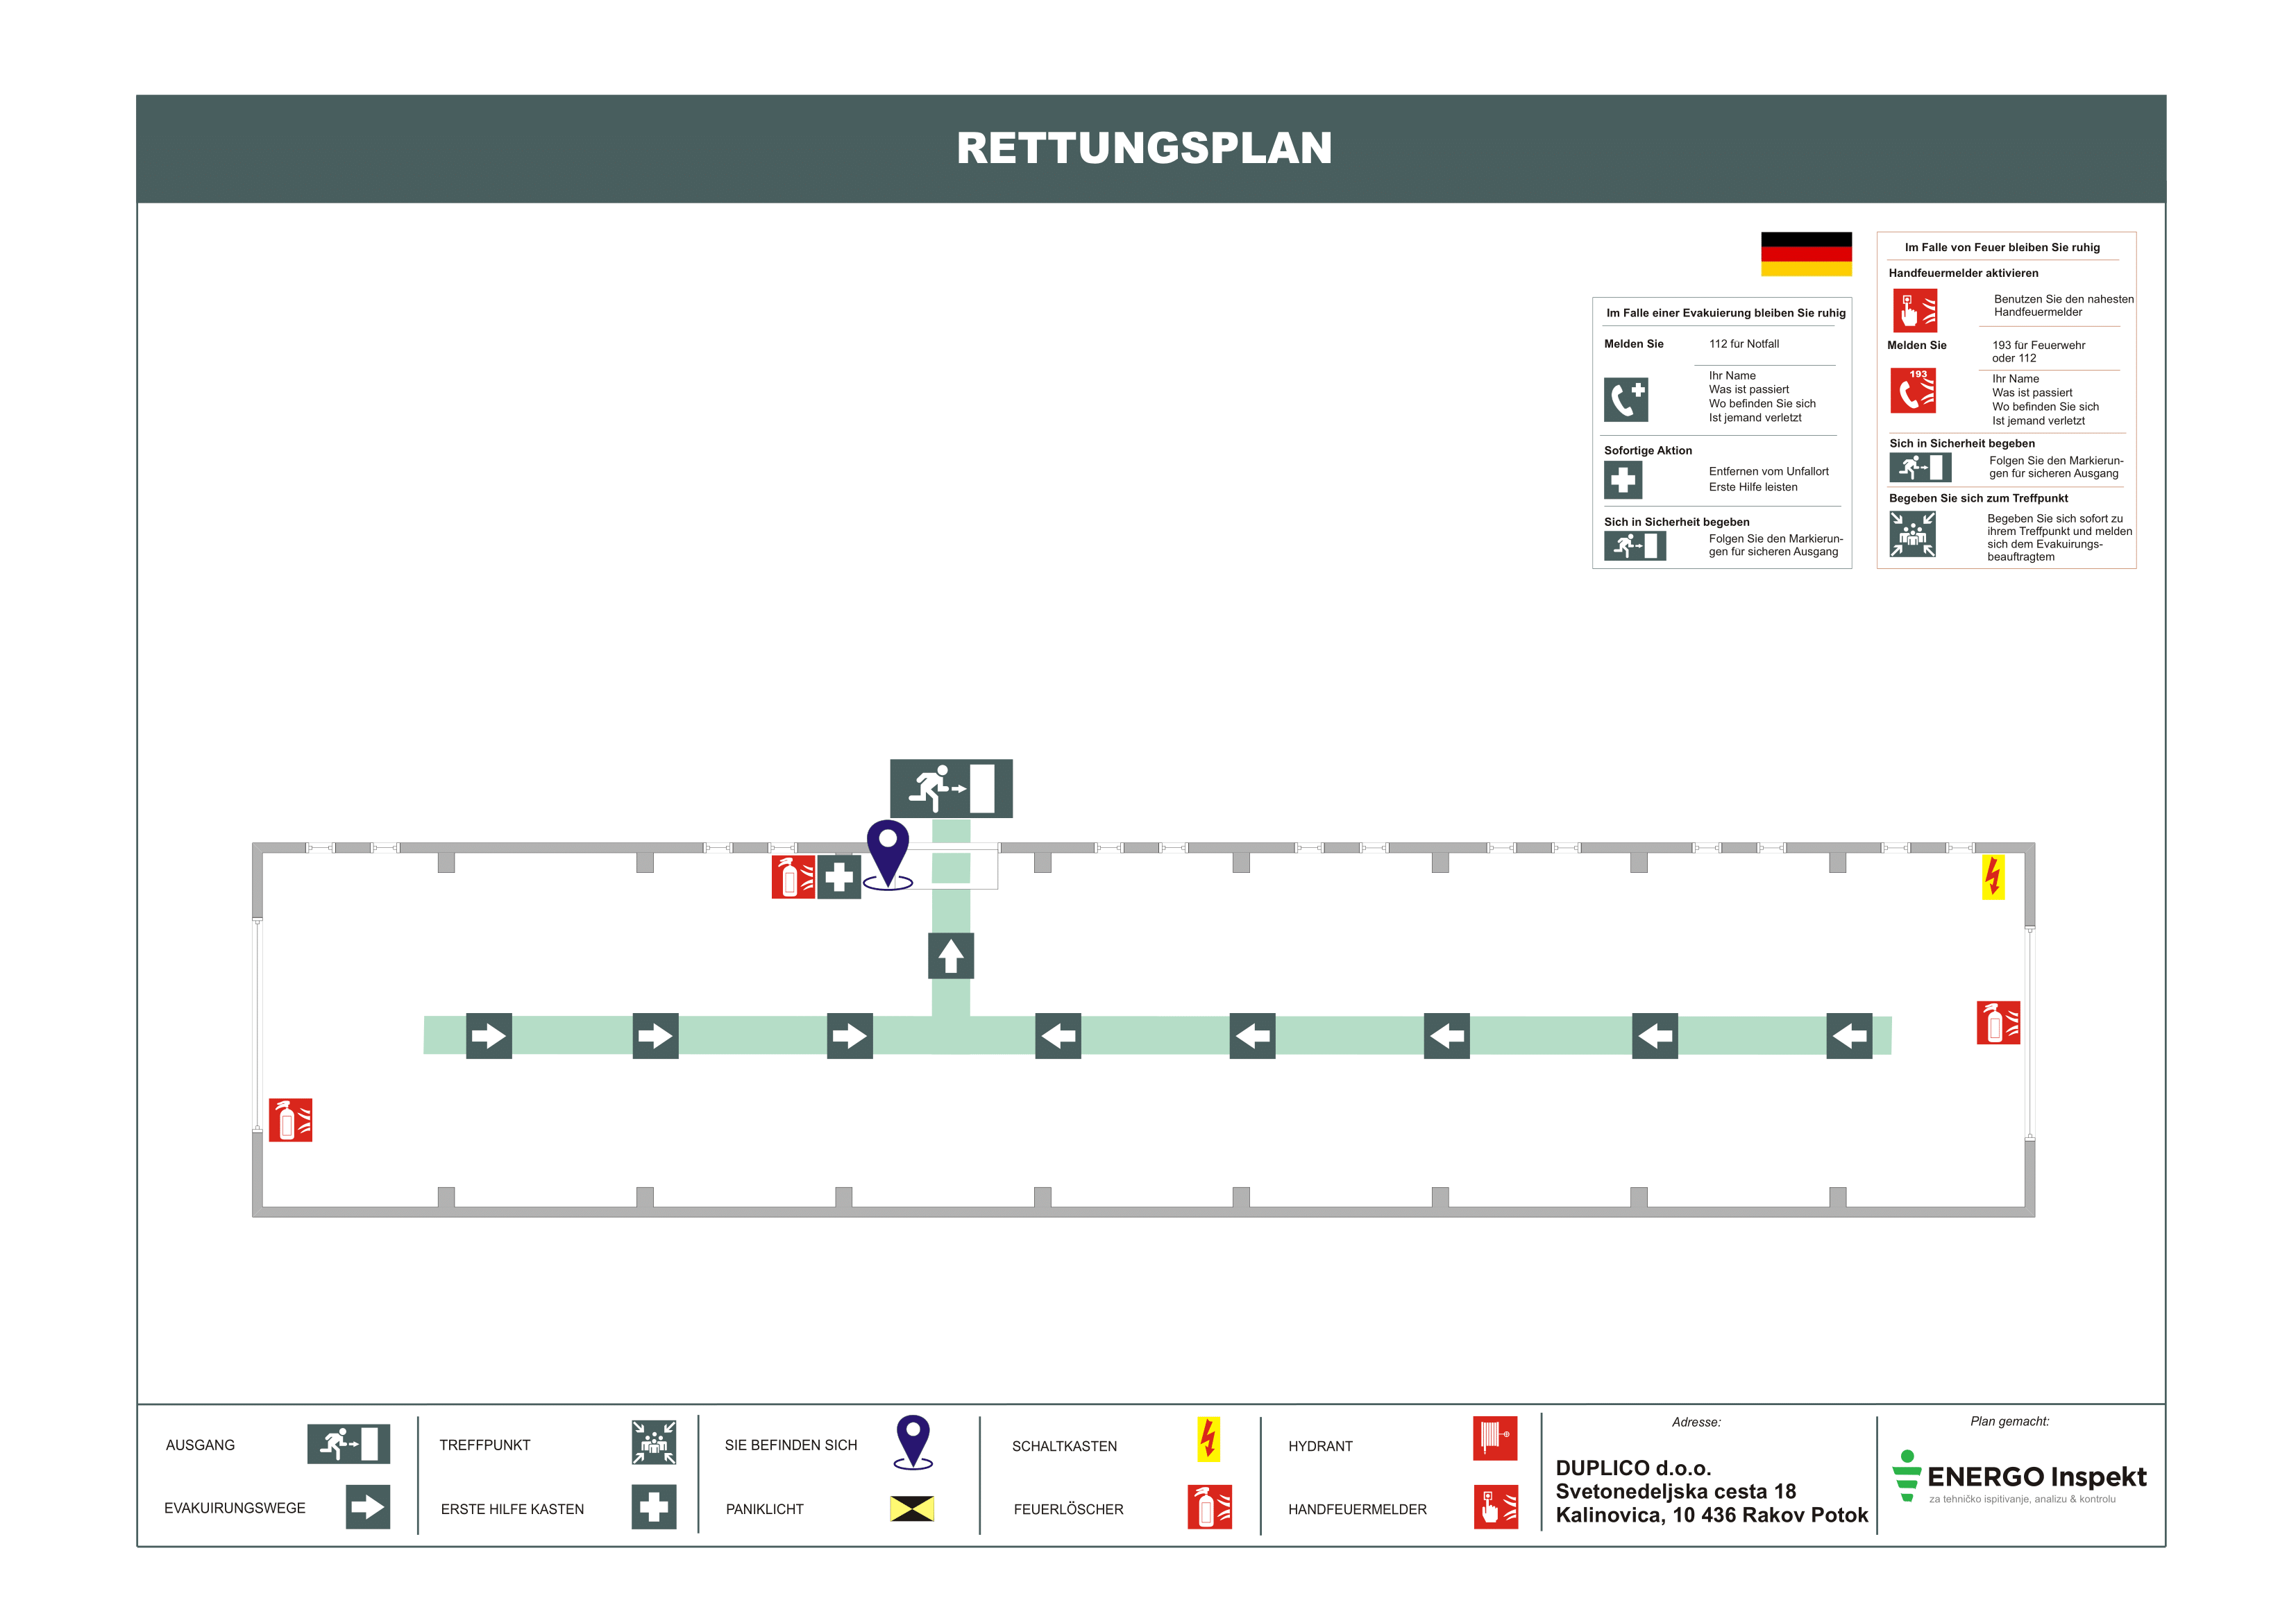 RETTUNGSPLAN
Im Falle einer Evakuierung bleiben Sie ruhig
Melden Sie
112 für Notfall
Ihr Name
Was ist passiert
Wo befinden Sie sich
Ist jemand verletzt
Sofortige Aktion
Entfernen vom Unfallort
Erste Hilfe leisten
Sich in Sicherheit begeben
Folgen Sie den Markierun-
gen für sicheren Ausgang
Im Falle von Feuer bleiben Sie ruhig
Handfeuermelder aktivieren
Benutzen Sie den nahesten
Handfeuermelder
Melden Sie
193 für Feuerwehr
oder 112
193
Ihr Name
Was ist passiert
Wo befinden Sie sich
Ist jemand verletzt
Sich in Sicherheit begeben
Folgen Sie den Markierun-
gen für sicheren Ausgang
Begeben Sie sich zum Treffpunkt
Begeben Sie sich sofort zu
ihrem Treffpunkt und melden
sich dem Evakuirungs-
beauftragtem
AUSGANG
EVAKUIRUNGSWEGE
TREFFPUNKT
ERSTE HILFE KASTEN
SIE BEFINDEN SICH
PANIKLICHT
SCHALTKASTEN
FEUERLÖSCHER
HYDRANT
HANDFEUERMELDER
Adresse:
DUPLICO d.o.o.
Svetonedeljska cesta 18
Kalinovica, 10 436 Rakov Potok
Plan gemacht:
ENERGO Inspekt
za tehničko ispitivanje, analizu & kontrolu